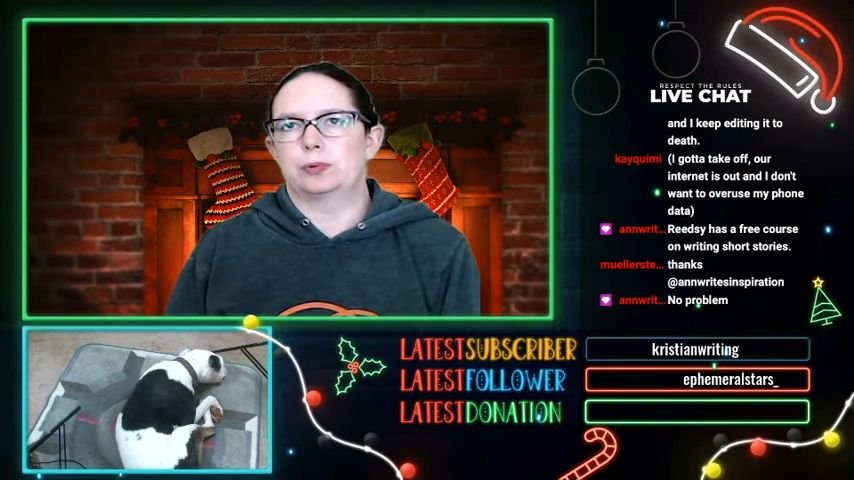 RESPECT THE RULES
LIVE CHAT
and I keep editing it to
death.
kayquimi (I gotta take off, our
internet is out and I don't
want to overuse my phone
data)
annwrit... Reedsy has a free course
on writing short stories.
muellerste... thanks
@annwritesinspiration
annwrit... No problem
LATEST SUBSCRIBER kristianwriting
LATEST FOLLOWER ephemeralstars_
LATEST DONATION